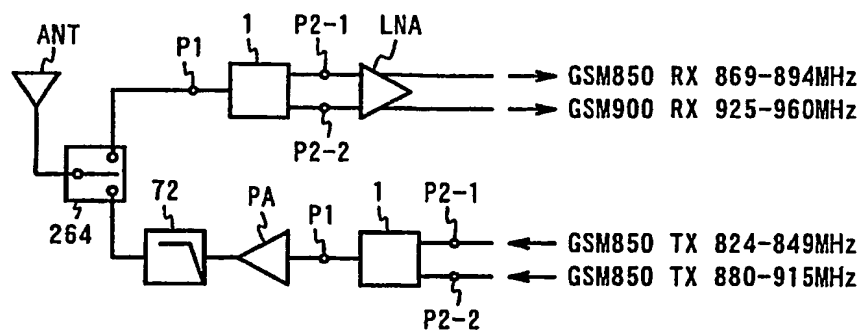 ANT
P1
1
P2-1
LNA
GSM850 RX 869-894MHz
GSM900 RX 925-960MHz
P2-2
264
72
PA
P1
1
P2-1
GSM850 TX 824-849MHz
GSM850 TX 880-915MHz
P2-2